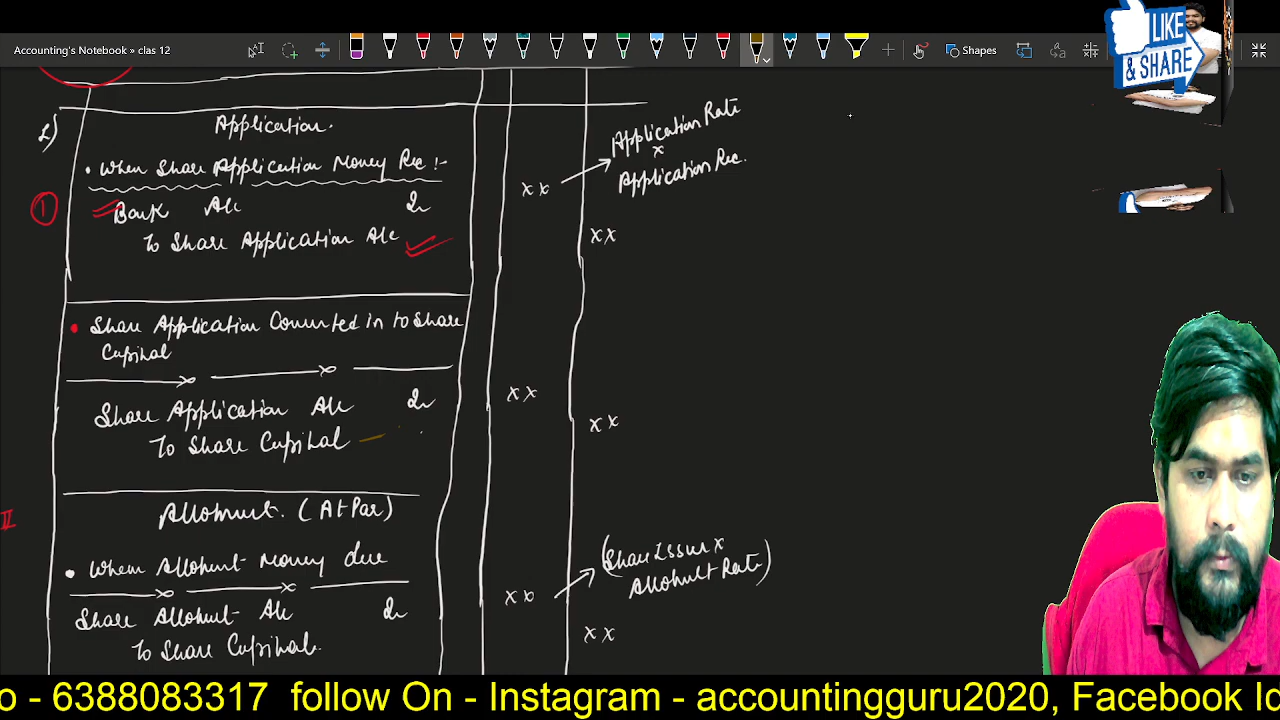 Accounting's Notebook » clas 12
Shapes
LIKE
& SHARE
Application.
• When Share Application Money Rec :-
Application Rate
x
Application Rec.
xx
1
Bank A/c Dr
To Share Application A/c
xx
• Share Application Converted in to Share
Capital
Share Application A/c Dr
xx
To Share Capital
xx
II
Allotment. (At Par)
• When Allotment Money due
(Share Issue x
Allotment Rate)
Share Allotment A/c Dr
xx
To Share Capital.
xx
o - 6388083317 follow On - Instagram - accountingguru2020, Facebook Id